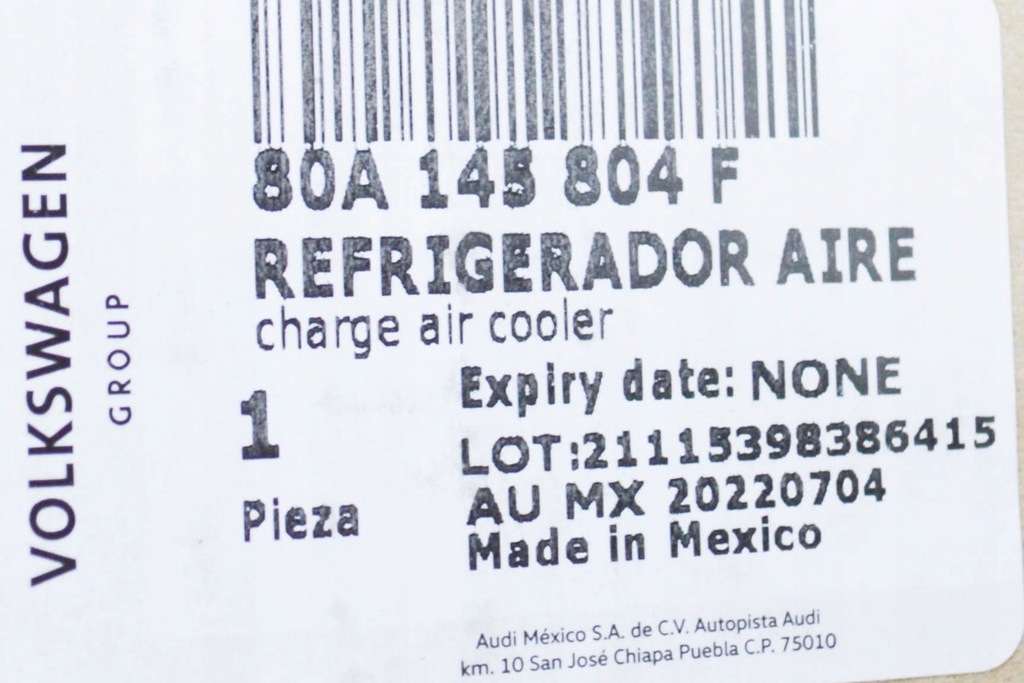 VOLKSWAGEN
GROUP
80A 145 804 F
REFRIGERADOR AIRE
charge air cooler
1
Pieza
Expiry date: NONE
LOT:21115398386415
AU MX 20220704
Made in Mexico
Audi México S.A. de C.V. Autopista Audi
km. 10 San José Chiapa Puebla C.P. 75010